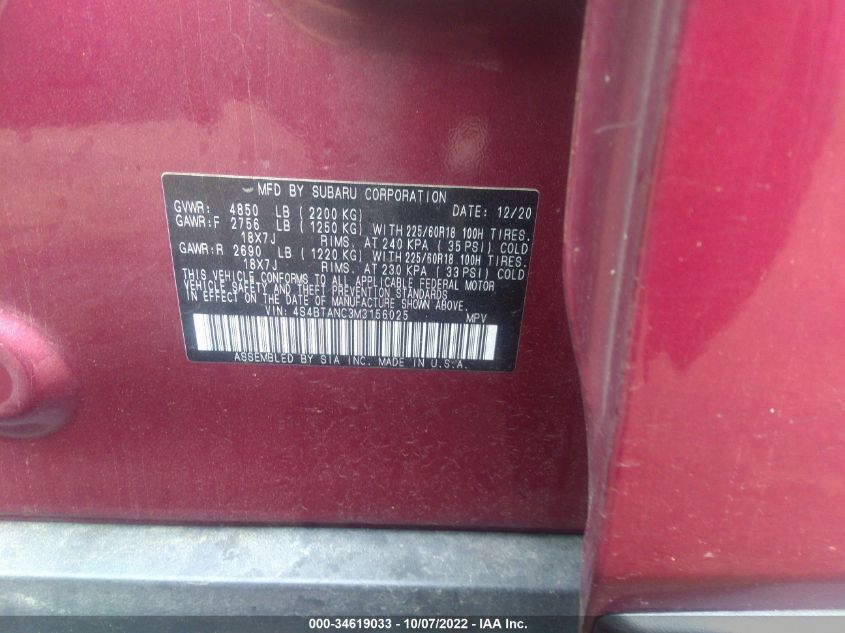 MFD BY SUBARU CORPORATION
GVWR: 4850 LB (2200 KG) DATE: 12/20
GAWR:F 2756 LB (1250 KG) WITH 225/60R18 100H TIRES,
18X7J RIMS, AT 240 KPA (35 PSI) COLD
GAWR:R 2690 LB (1220 KG) WITH 225/60R18 100H TIRES,
18X7J RIMS, AT 230 KPA (33 PSI) COLD
THIS VEHICLE CONFORMS TO ALL APPLICABLE FEDERAL MOTOR
VEHICLE SAFETY AND THEFT PREVENTION STANDARDS
IN EFFECT ON THE DATE OF MANUFACTURE SHOWN ABOVE.
VIN: 4S4BTANC3M3156025 MPV
ASSEMBLED BY SIA INC. MADE IN U.S.A.
000-34619033 - 10/07/2022 - IAA Inc.